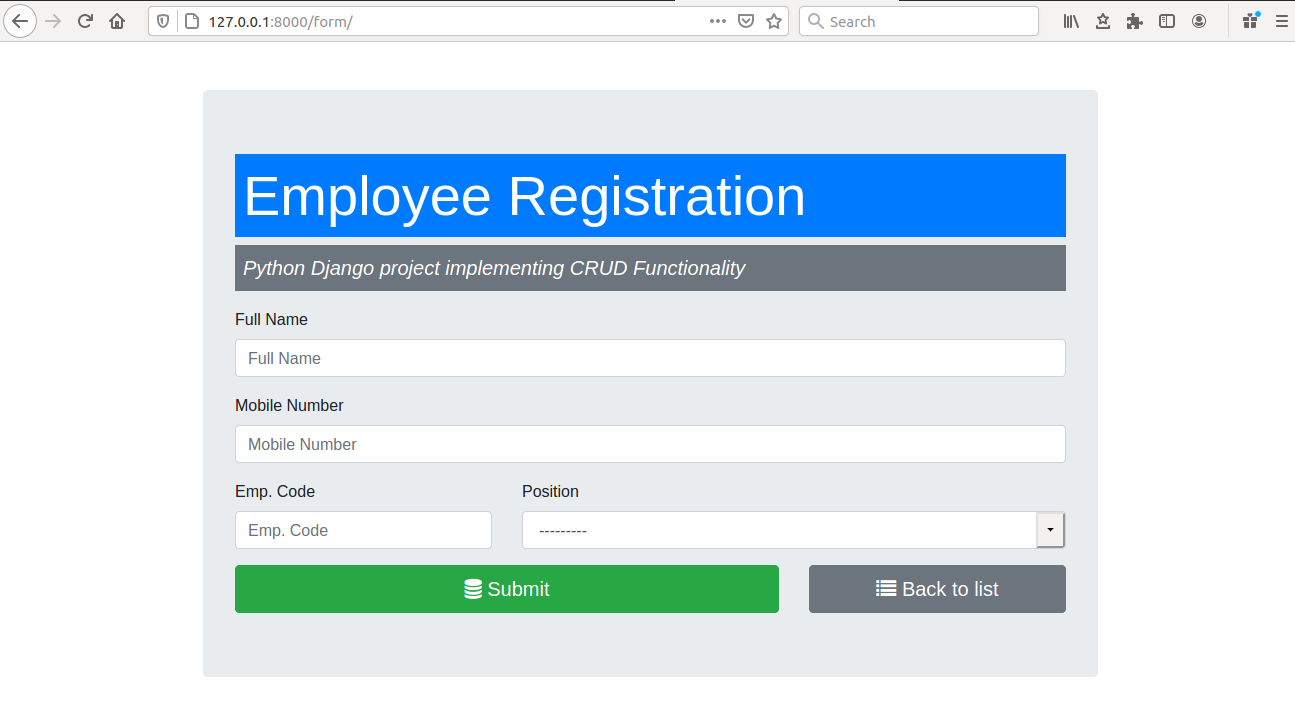 127.0.0.1:8000/form/
Search
Employee Registration
Python Django project implementing CRUD Functionality
Full Name
Full Name
Mobile Number
Mobile Number
Emp. Code Position
Emp. Code ---------
Submit Back to list